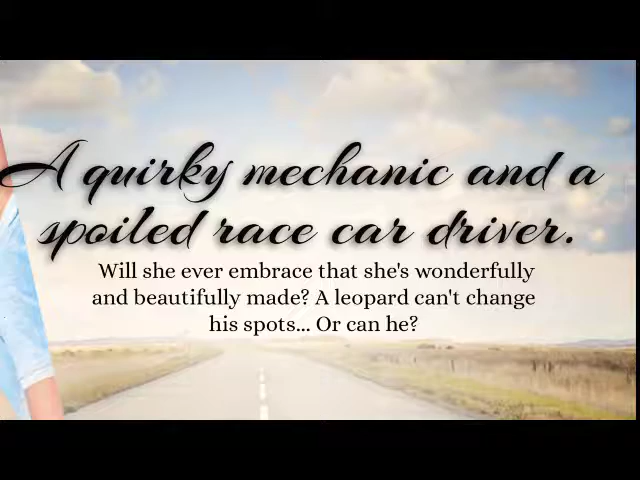 A quirky mechanic and a
spoiled race car driver.
Will she ever embrace that she's wonderfully
and beautifully made? A leopard can't change
his spots... Or can he?